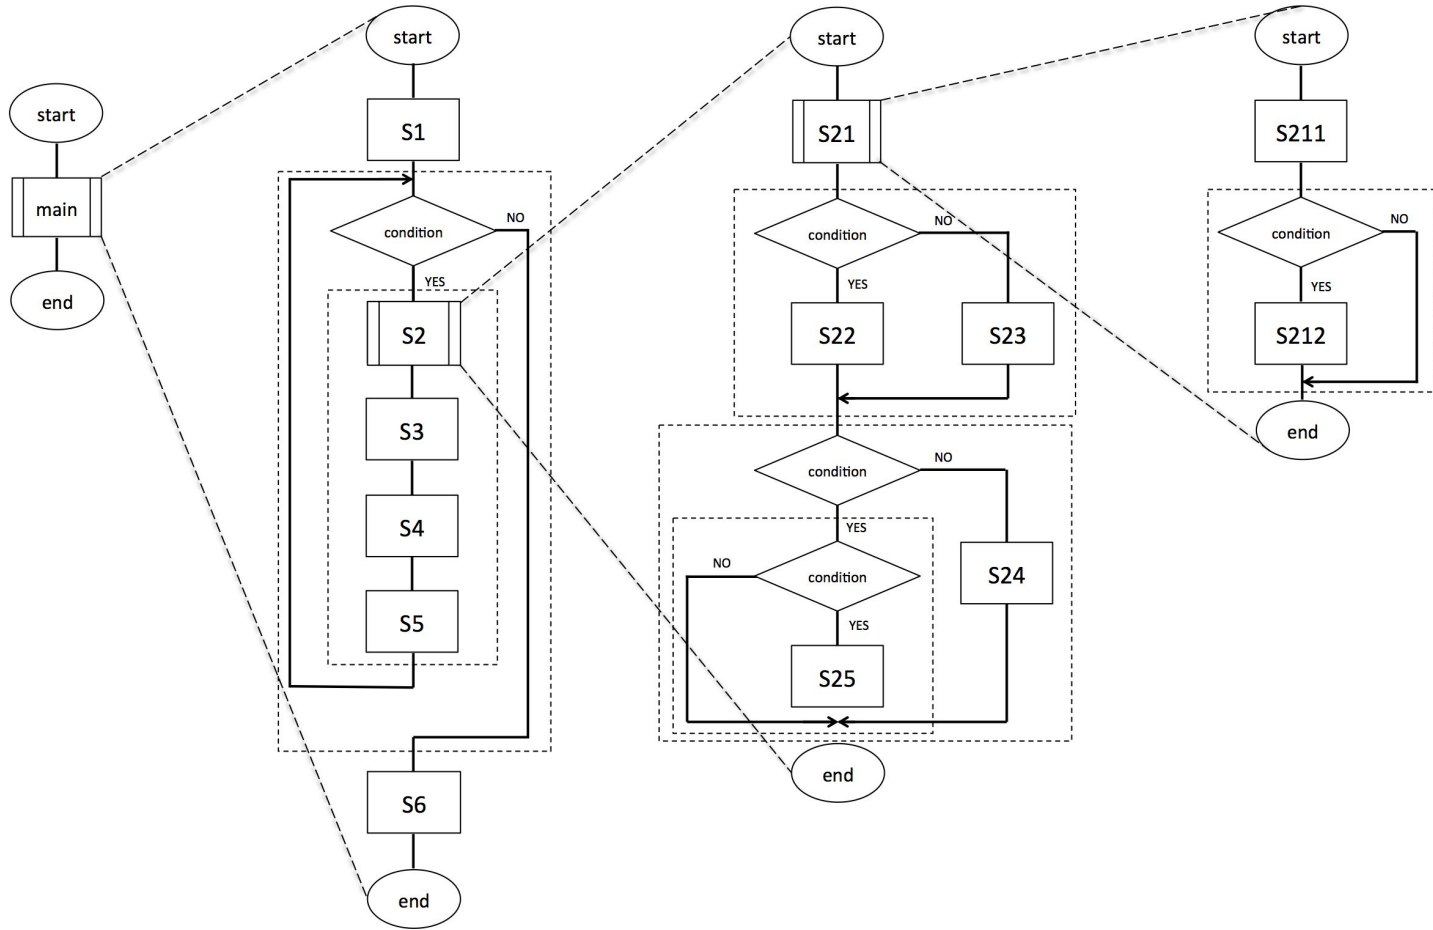 start
main
end
start
S1
condition
NO
YES
S2
S3
S4
S5
S6
end
start
S21
condition
NO
YES
S22
S23
condition
NO
YES
condition
NO
YES
S24
S25
end
start
S211
condition
NO
YES
S212
end